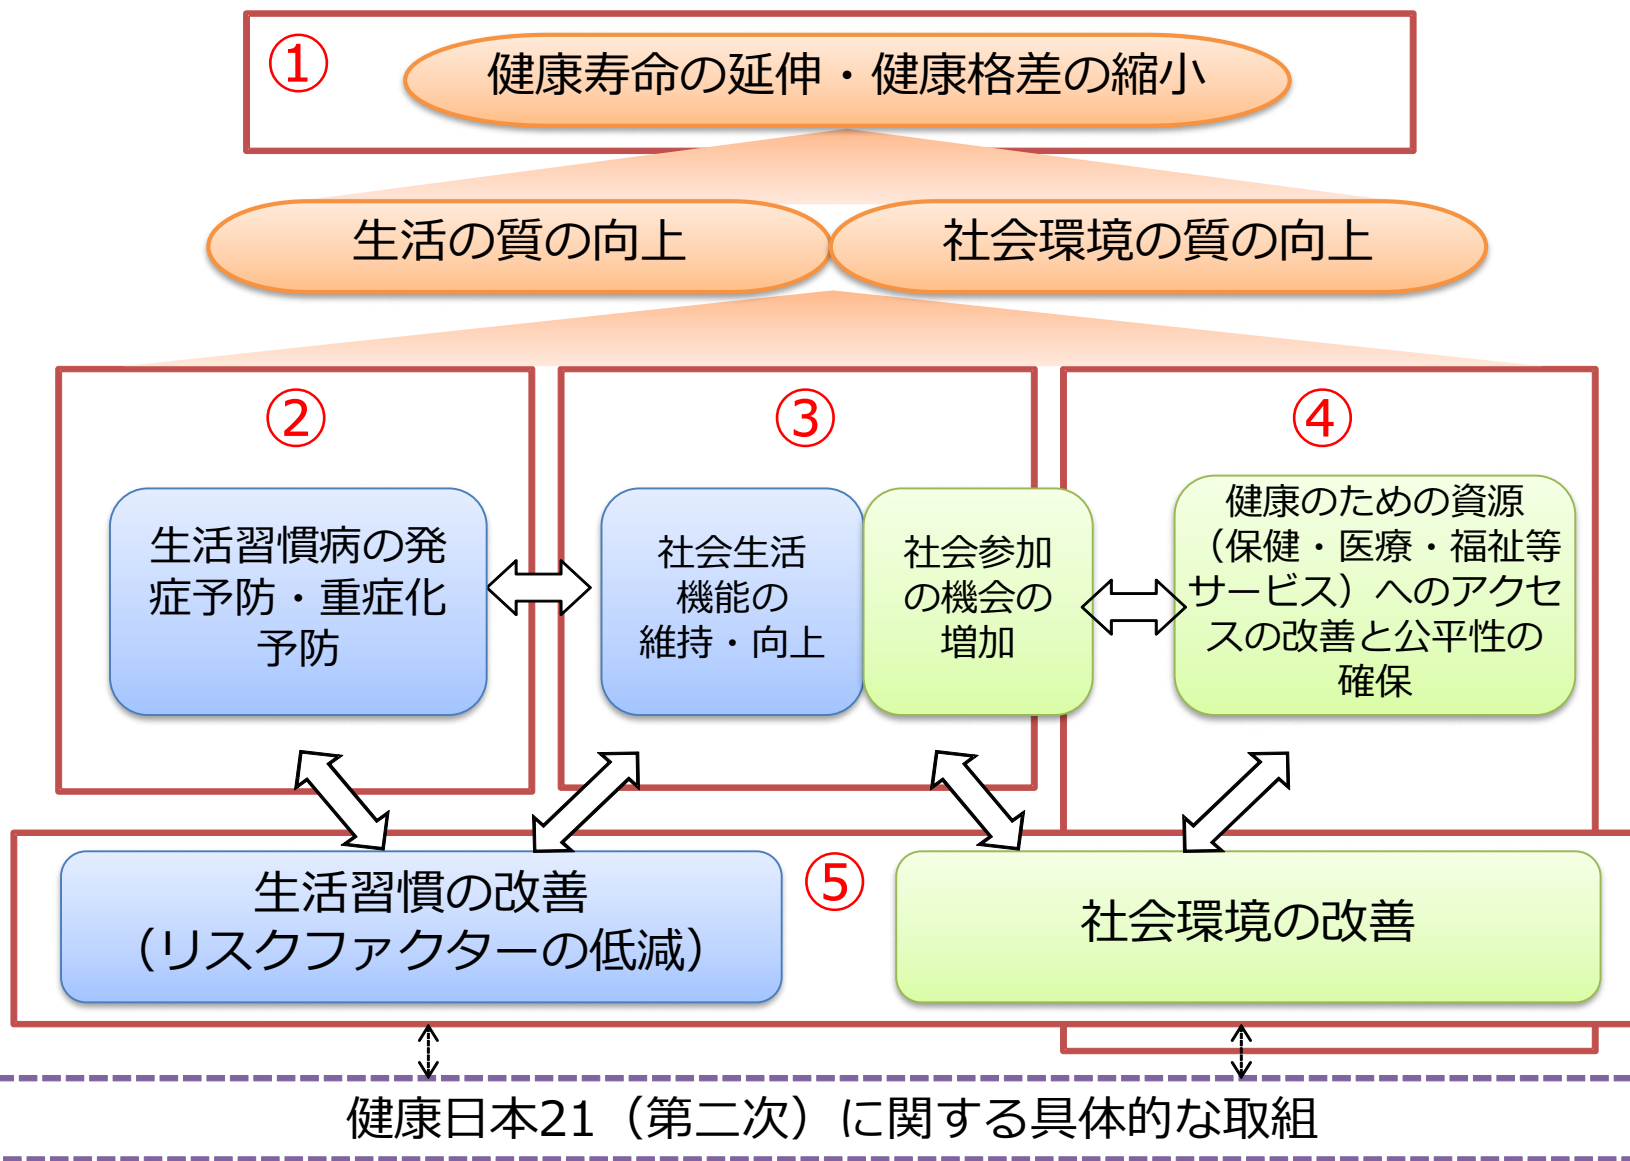 ①
健康寿命の延伸・健康格差の縮小
生活の質の向上
社会環境の質の向上
②
③
④
生活習慣病の発
症予防・重症化
予防
社会生活
機能の
維持・向上
社会参加
の機会の
増加
健康のための資源
（保健・医療・福祉等
サービス）へのアクセ
スの改善と公平性の
確保
生活習慣の改善
（リスクファクターの低減）
⑤
社会環境の改善
健康日本21（第二次）に関する具体的な取組